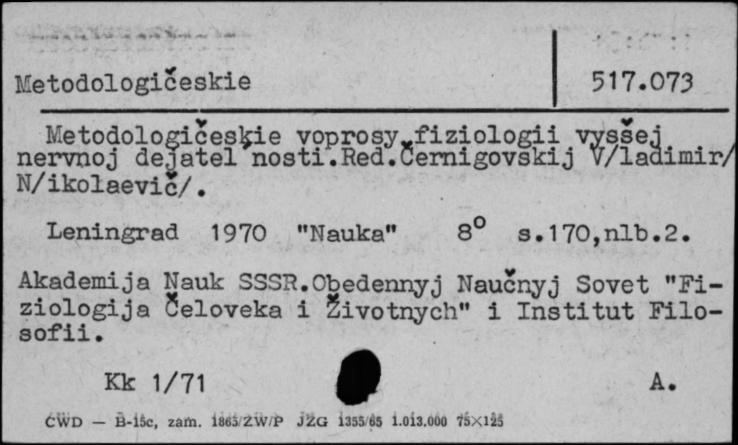 Metodologičeskie
517.073
Metodologičeskie voprosy fiziologii vysšej
nervnoj dejatel'nosti.Red.Černigovskij V/ladimir/
N/ikolaevič/.
Leningrad 1970 "Nauka" 8° s.170,nlb.2.
Akademija Nauk SSSR.Obedennyj Naučnyj Sovet "Fi-
ziologija Čeloveka i Životnych" i Institut Filo-
sofii.
Kk 1/71 A.
CWD — B-15c, zam. 1865/ZW/P JZG 1355/65 1.013.000 75×125